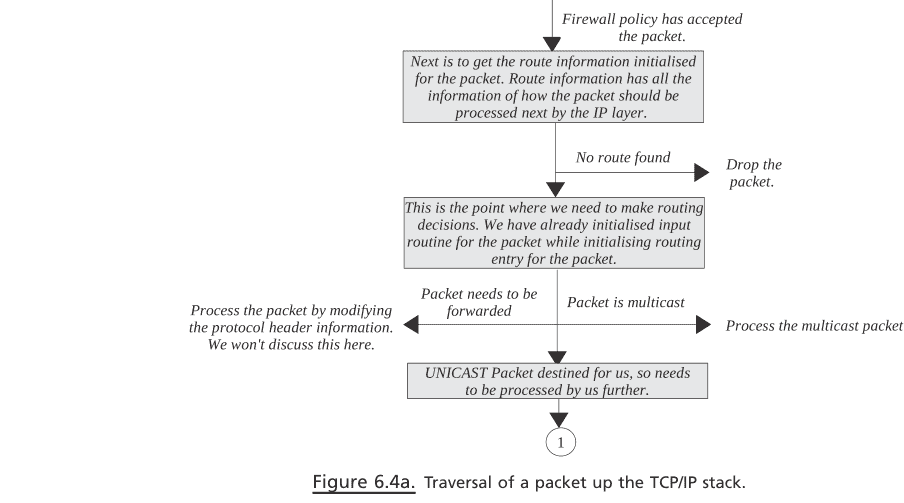 Firewall policy has accepted
the packet.
Next is to get the route information initialised
for the packet. Route information has all the
information of how the packet should be
processed next by the IP layer.
No route found
Drop the
packet.
This is the point where we need to make routing
decisions. We have already initialised input
routine for the packet while initialising routing
entry for the packet.
Packet needs to be
forwarded
Packet is multicast
Process the packet by modifying
the protocol header information.
We won't discuss this here.
Process the multicast packet
UNICAST Packet destined for us, so needs
to be processed by us further.
1
Figure 6.4a. Traversal of a packet up the TCP/IP stack.